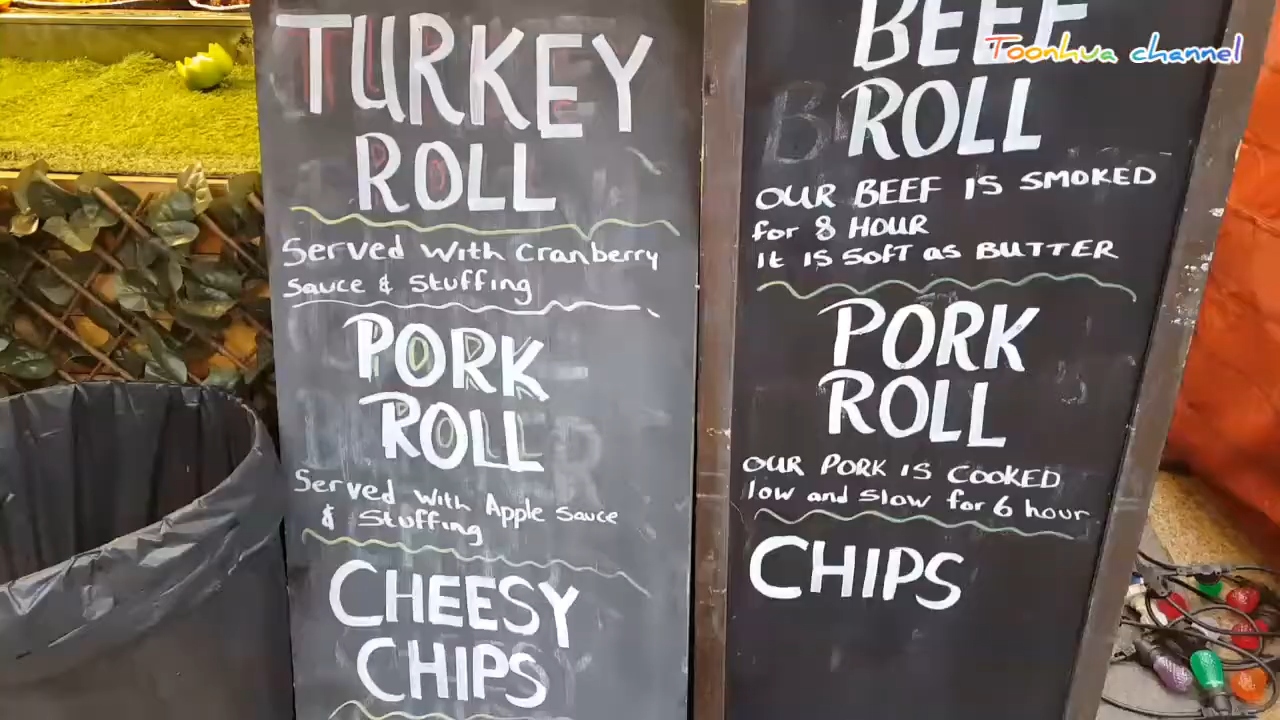 TURKEY
ROLL
Served with Cranberry
Sauce & Stuffing
PORK
ROLL
Served with Apple Sauce
& Stuffing
CHEESY
CHIPS
BEEF
ROLL
OUR BEEF IS SMOKED
for 8 HOUR
It IS SOFT as BUTTER
PORK
ROLL
OUR PORK IS COOKED
low and slow for 6 hour
CHIPS
Toonhua channel